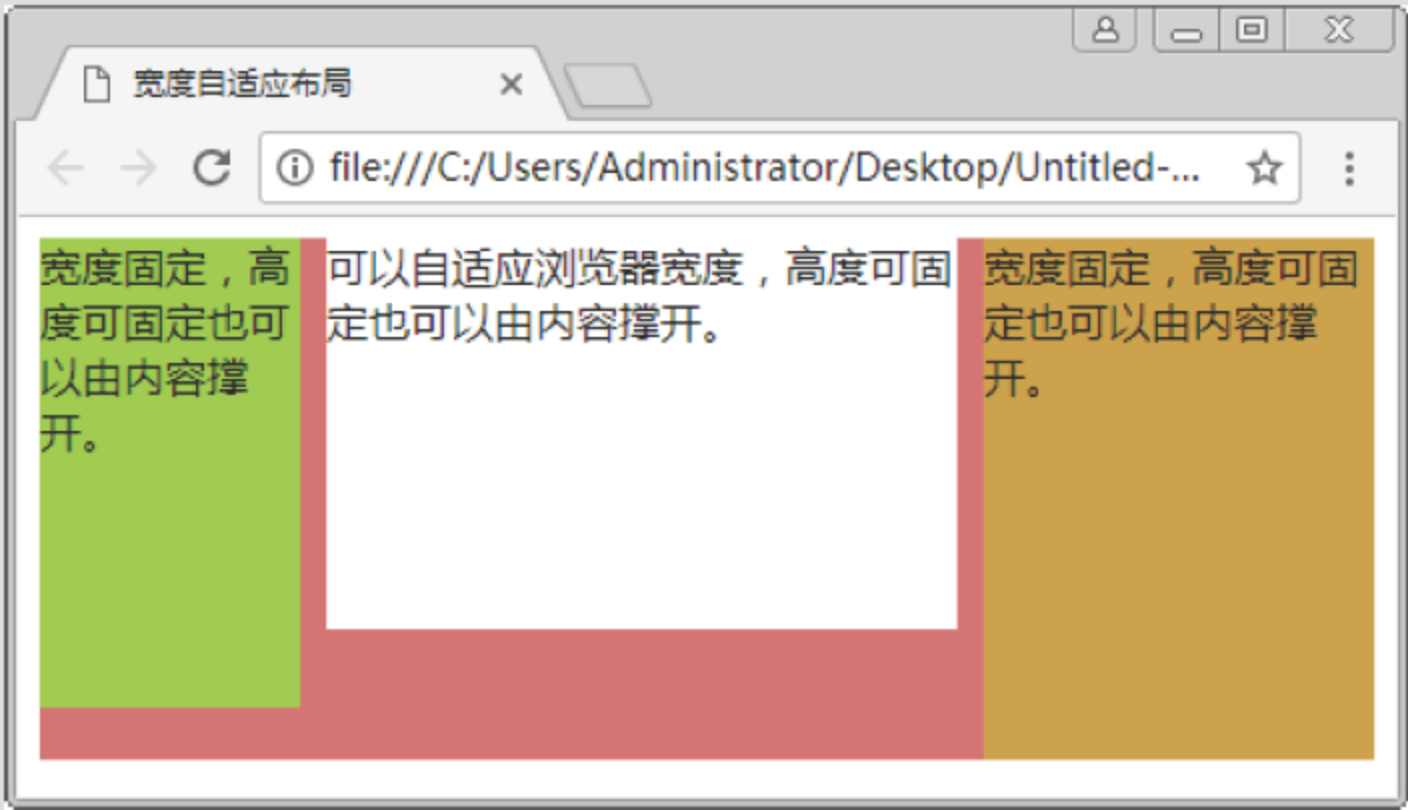 宽度自适应布局
file:///C:/Users/Administrator/Desktop/Untitled-...
宽度固定，高
度可固定也可
以由内容撑
开。
可以自适应浏览器宽度，高度可固
定也可以由内容撑开。
宽度固定，高度可固
定也可以由内容撑
开。